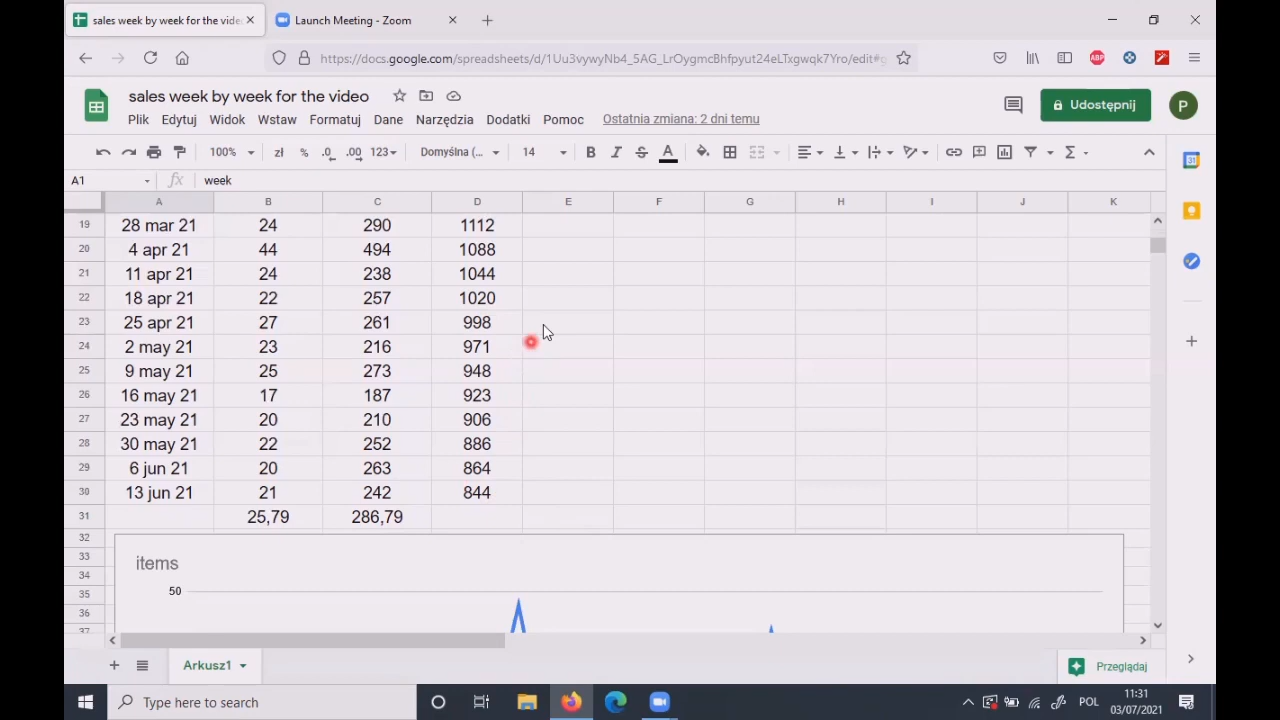 sales week by week for the vide
Launch Meeting - Zoom
https://docs.google.com/spreadsheets/d/1Uu3vywyNb4_5AG_LrOygmcBhfpyut24eLTxgwqk7Yro/edit#g
sales week by week for the video
Plik Edytuj Widok Wstaw Formatuj Dane Narzędzia Dodatki Pomoc Ostatnia zmiana: 2 dni temu
Udostępnij P
100% zł % .0 .00 123 Domyślna (... 14 B I S A Σ
A1 fx week
A B C D E F G H I J K
19 28 mar 21 24 290 1112
20 4 apr 21 44 494 1088
21 11 apr 21 24 238 1044
22 18 apr 21 22 257 1020
23 25 apr 21 27 261 998
24 2 may 21 23 216 971
25 9 may 21 25 273 948
26 16 may 21 17 187 923
27 23 may 21 20 210 906
28 30 may 21 22 252 886
29 6 jun 21 20 263 864
30 13 jun 21 21 242 844
31 25,79 286,79
32
33 items
34
35 50
36
37
Arkusz1
Przeglądaj
Type here to search
POL
11:31
03/07/2021
31
ABP